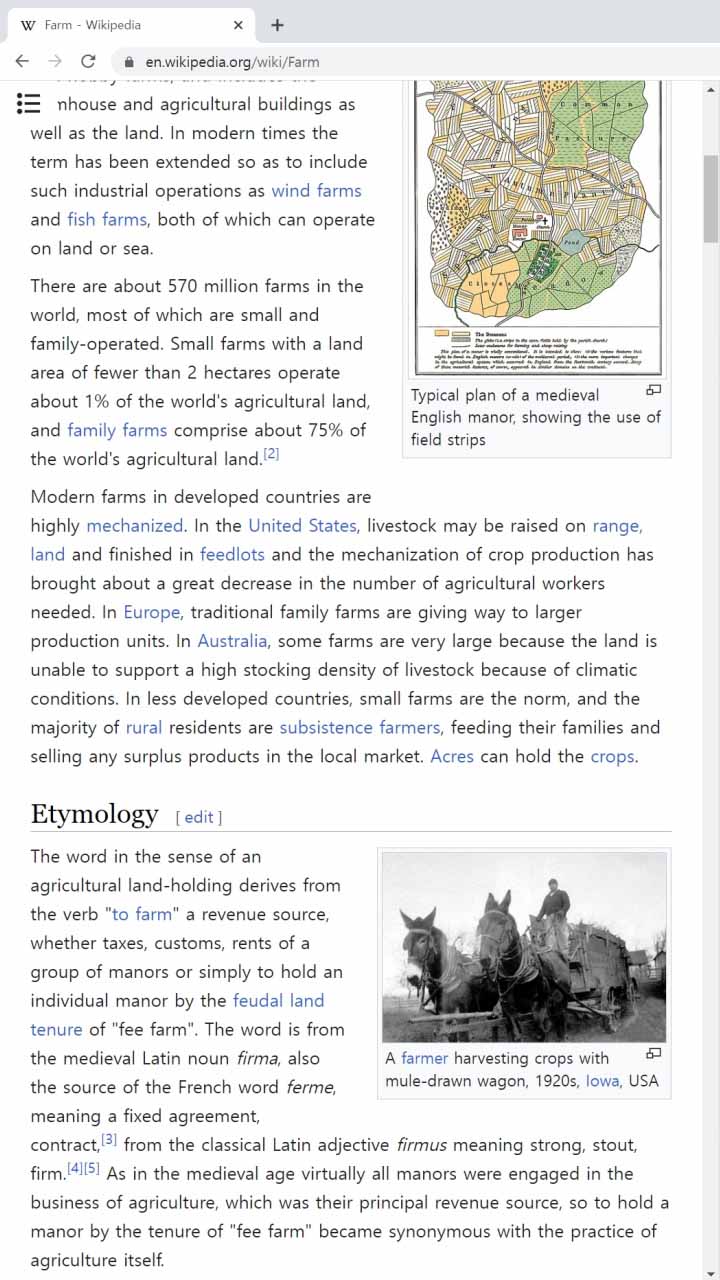 Farm - Wikipedia
en.wikipedia.org/wiki/Farm
mhouse and agricultural buildings as
well as the land. In modern times the
term has been extended so as to include
such industrial operations as wind farms
and fish farms, both of which can operate
on land or sea.
There are about 570 million farms in the
world, most of which are small and
family-operated. Small farms with a land
area of fewer than 2 hectares operate
about 1% of the world's agricultural land,
and family farms comprise about 75% of
the world's agricultural land.[2]
Common
Pasture
Pond
Typical plan of a medieval
English manor, showing the use of
field strips
Modern farms in developed countries are
highly mechanized. In the United States, livestock may be raised on range,
land and finished in feedlots and the mechanization of crop production has
brought about a great decrease in the number of agricultural workers
needed. In Europe, traditional family farms are giving way to larger
production units. In Australia, some farms are very large because the land is
unable to support a high stocking density of livestock because of climatic
conditions. In less developed countries, small farms are the norm, and the
majority of rural residents are subsistence farmers, feeding their families and
selling any surplus products in the local market. Acres can hold the crops.
Etymology [ edit ]
The word in the sense of an
agricultural land-holding derives from
the verb "to farm" a revenue source,
whether taxes, customs, rents of a
group of manors or simply to hold an
individual manor by the feudal land
tenure of "fee farm". The word is from
the medieval Latin noun firma, also
the source of the French word ferme,
meaning a fixed agreement,
contract,[3] from the classical Latin adjective firmus meaning strong, stout,
firm.[4][5] As in the medieval age virtually all manors were engaged in the
business of agriculture, which was their principal revenue source, so to hold a
manor by the tenure of "fee farm" became synonymous with the practice of
agriculture itself.
A farmer harvesting crops with
mule-drawn wagon, 1920s, Iowa, USA